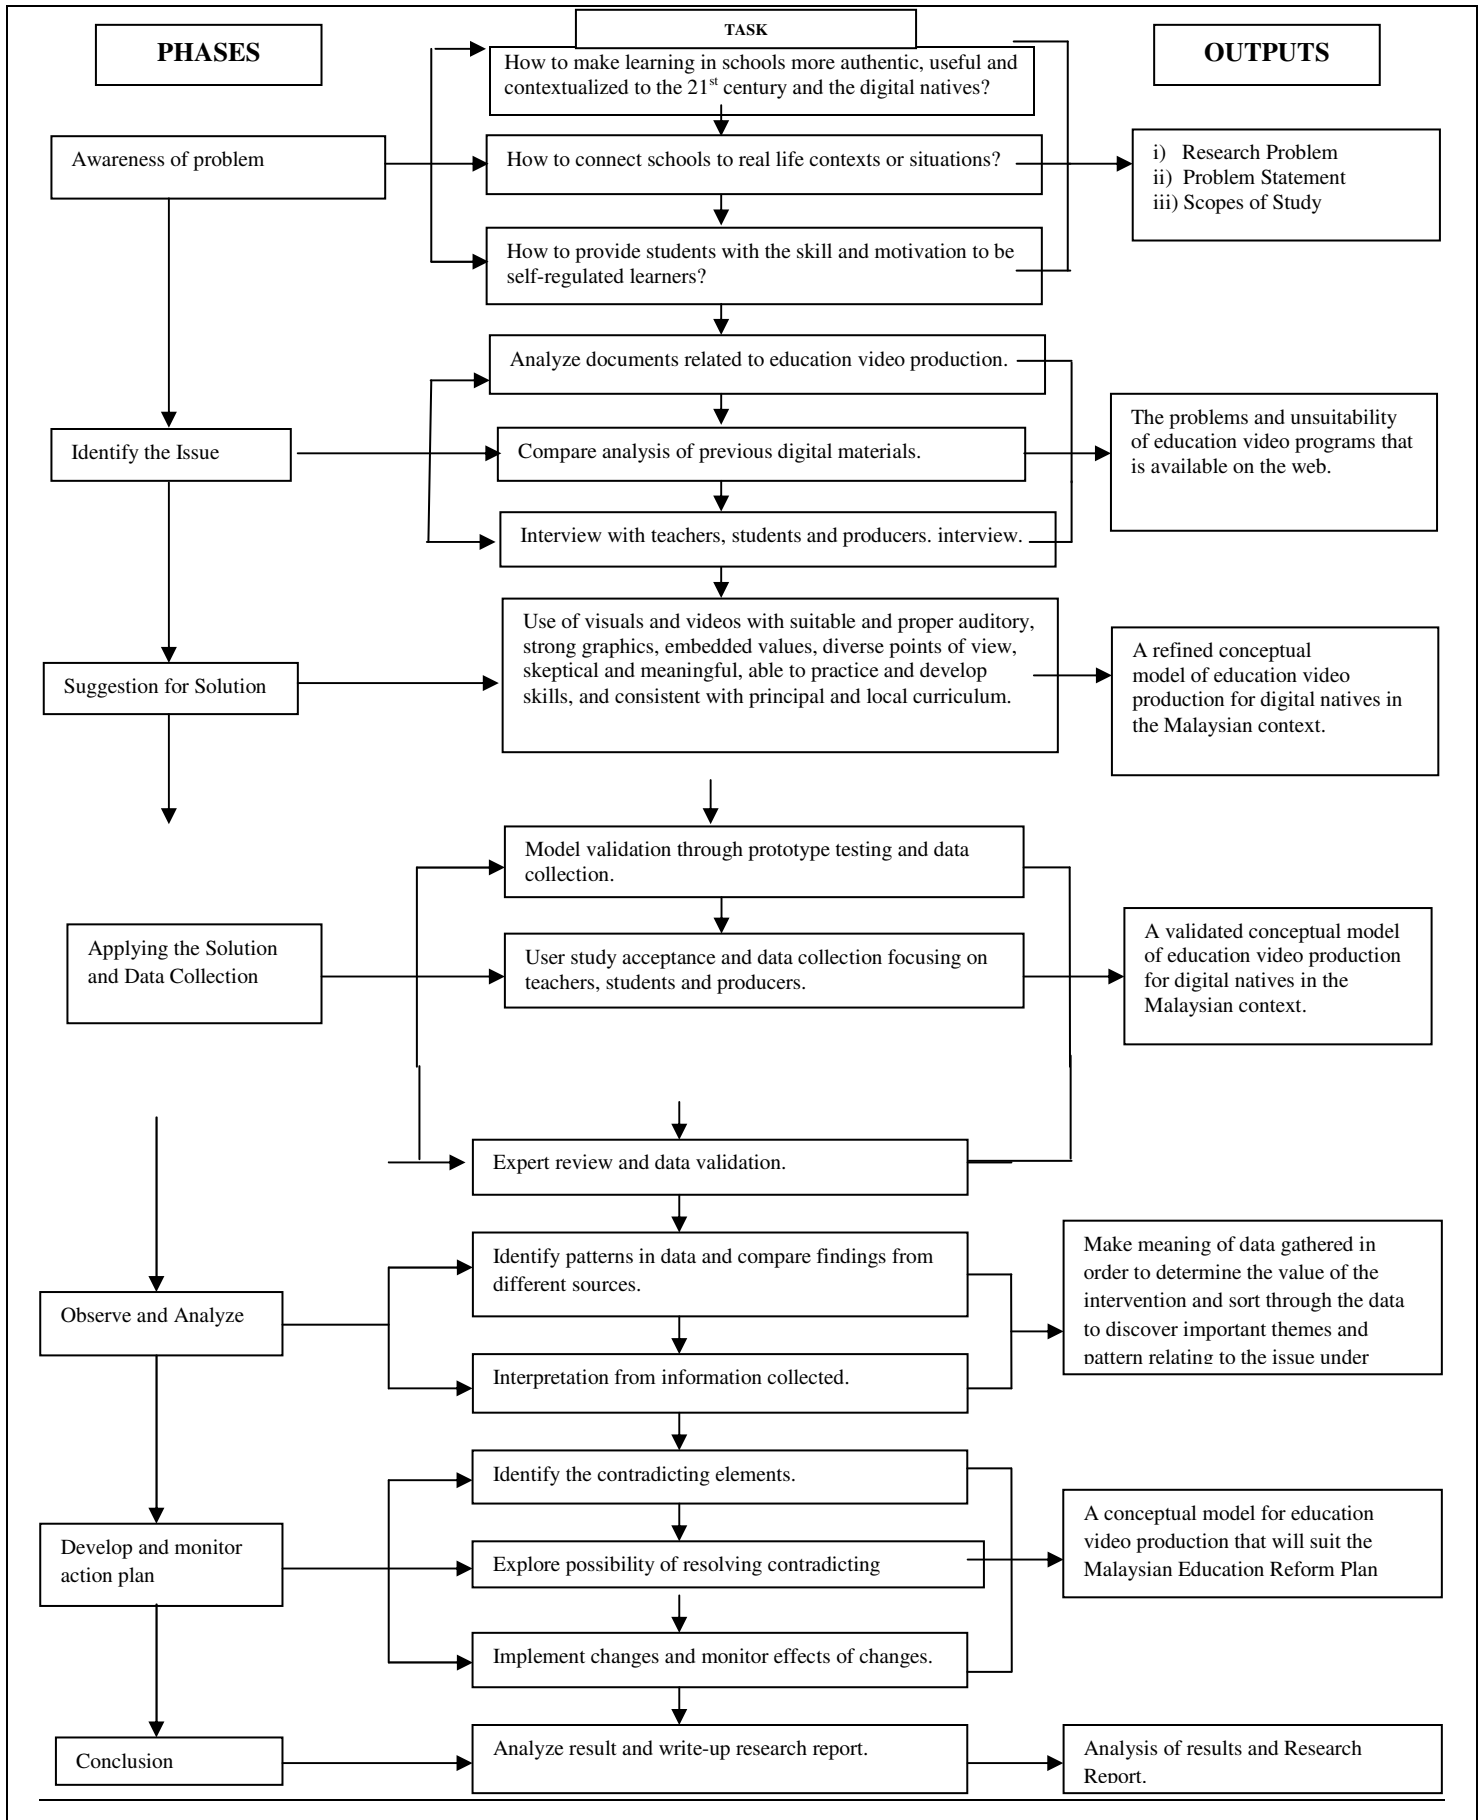 PHASES
TASK
OUTPUTS
How to make learning in schools more authentic, useful and
contextualized to the 21st century and the digital natives?
Awareness of problem
How to connect schools to real life contexts or situations?
i) Research Problem
ii) Problem Statement
iii) Scopes of Study
How to provide students with the skill and motivation to be
self-regulated learners?
Analyze documents related to education video production.
Identify the Issue
Compare analysis of previous digital materials.
The problems and unsuitability
of education video programs that
is available on the web.
Interview with teachers, students and producers. interview.
Suggestion for Solution
Use of visuals and videos with suitable and proper auditory,
strong graphics, embedded values, diverse points of view,
skeptical and meaningful, able to practice and develop
skills, and consistent with principal and local curriculum.
A refined conceptual
model of education video
production for digital natives in
the Malaysian context.
Model validation through prototype testing and data
collection.
Applying the Solution
and Data Collection
User study acceptance and data collection focusing on
teachers, students and producers.
A validated conceptual model
of education video production
for digital natives in the
Malaysian context.
Expert review and data validation.
Observe and Analyze
Identify patterns in data and compare findings from
different sources.
Make meaning of data gathered in
order to determine the value of the
intervention and sort through the data
to discover important themes and
pattern relating to the issue under
Interpretation from information collected.
Identify the contradicting elements.
Develop and monitor
action plan
Explore possibility of resolving contradicting
A conceptual model for education
video production that will suit the
Malaysian Education Reform Plan
Implement changes and monitor effects of changes.
Conclusion
Analyze result and write-up research report.
Analysis of results and Research
Report.